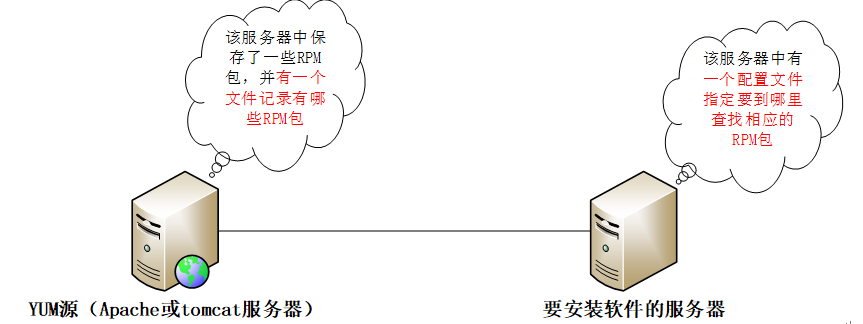 该服务器中保
存了一些RPM
包，并有一个
文件记录有哪
些RPM包
该服务器中有
一个配置文件
指定要到哪里
查找相应的
RPM包
YUM源（Apache或tomcat服务器）
要安装软件的服务器